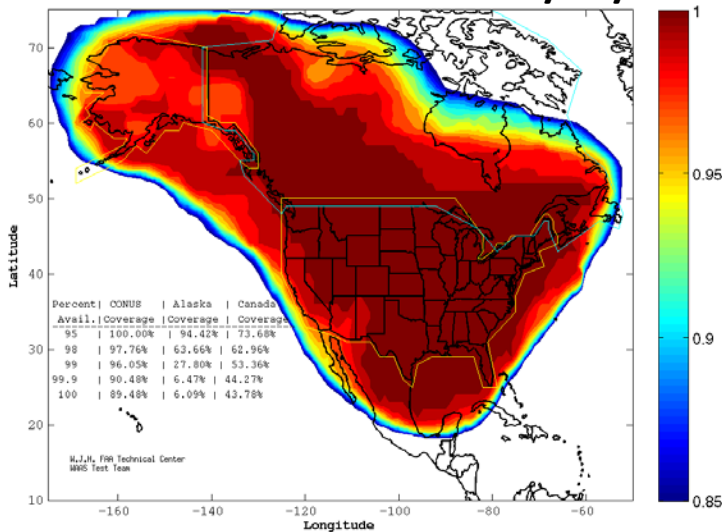 75
70
60
50
40
30
20
10
Latitude
-160
-140
-120
-100
-80
-60
Longitude
1
0.95
0.9
0.85
Percent| CONUS | Alaska | Canada
Avail.|Coverage |Coverage | Coverage
95 | 100.00% | 94.42% | 73.68%
98 | 97.76% | 63.66% | 62.96%
99 | 96.05% | 27.80% | 53.36%
99.9 | 90.48% | 6.47% | 44.27%
100 | 89.48% | 6.09% | 43.78%
W.J.H. FAA Technical Center
WAAS Test Team